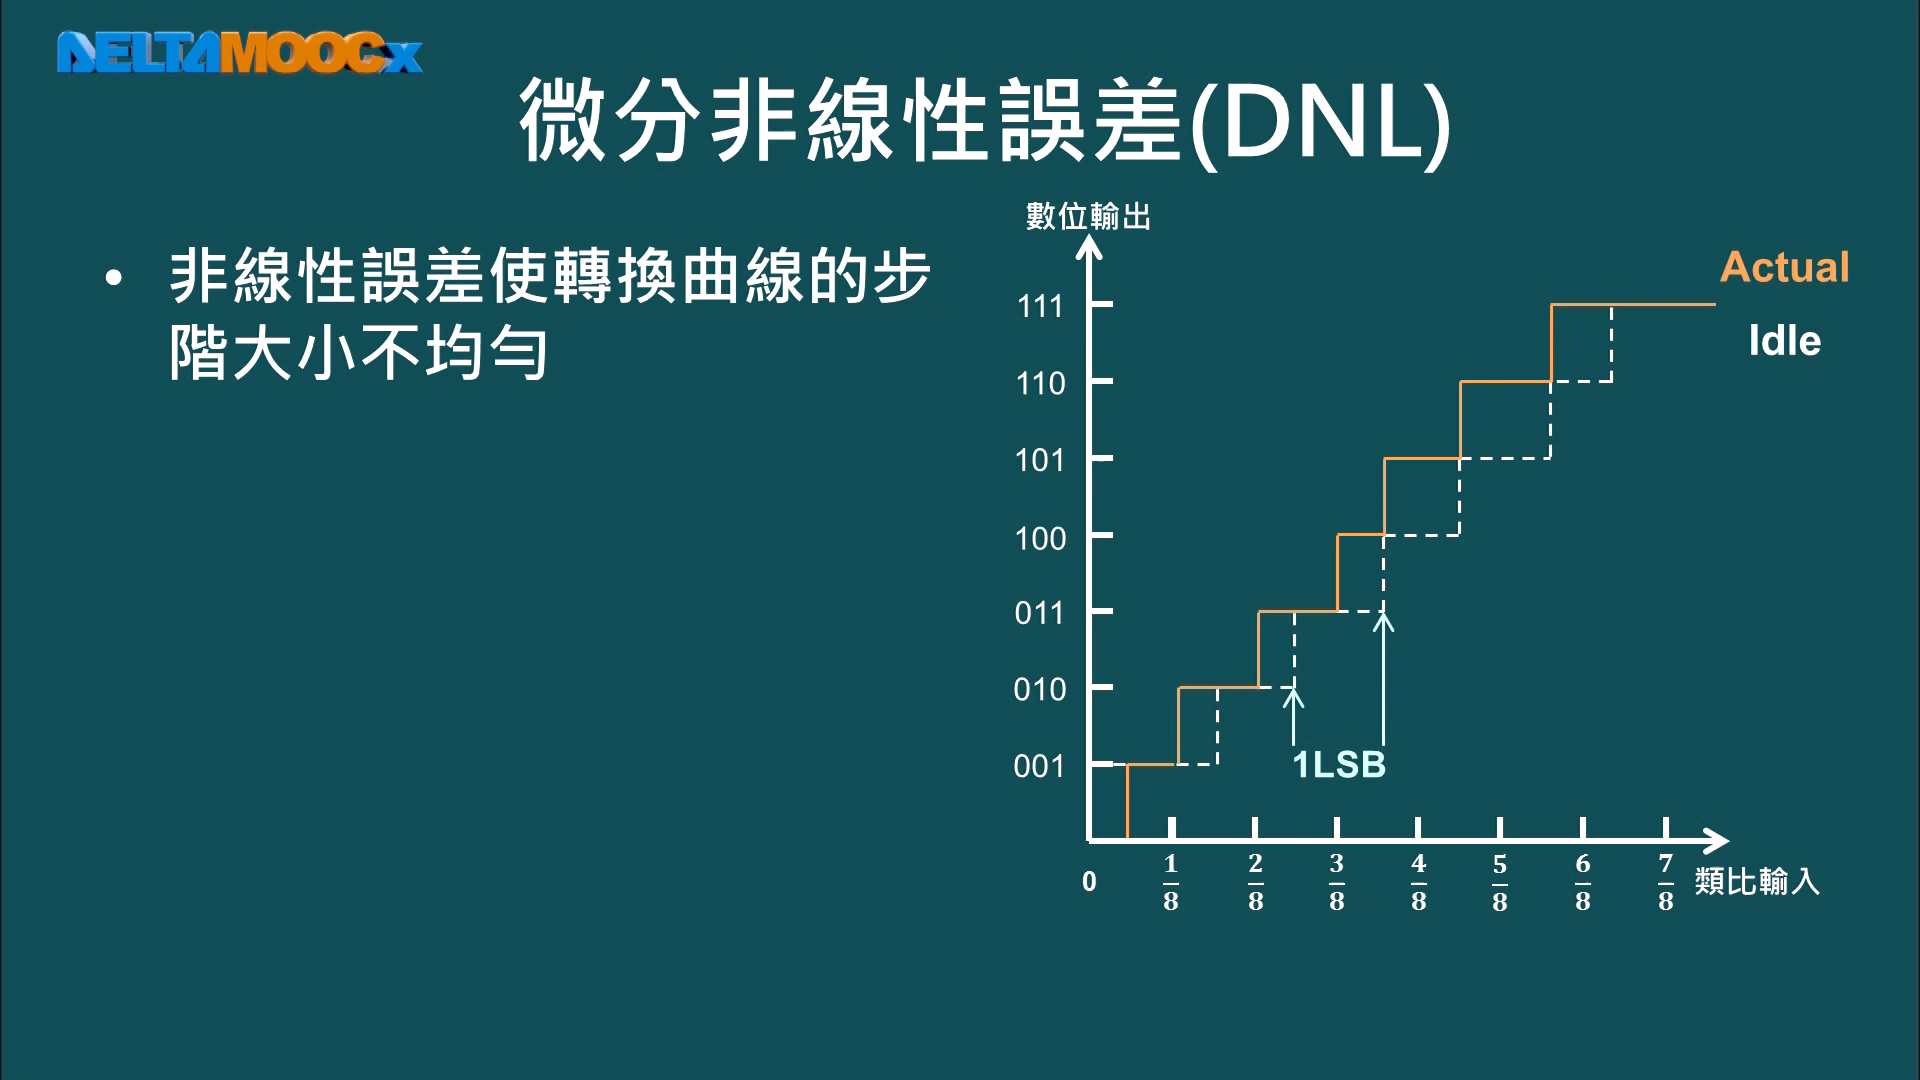 DELTAMOOCx
微分非線性誤差(DNL)
• 非線性誤差使轉換曲線的步
階大小不均勻
數位輸出
Actual
Idle
111
110
101
100
011
010
001
1LSB
0 1/8 2/8 3/8 4/8 5/8 6/8 7/8 類比輸入